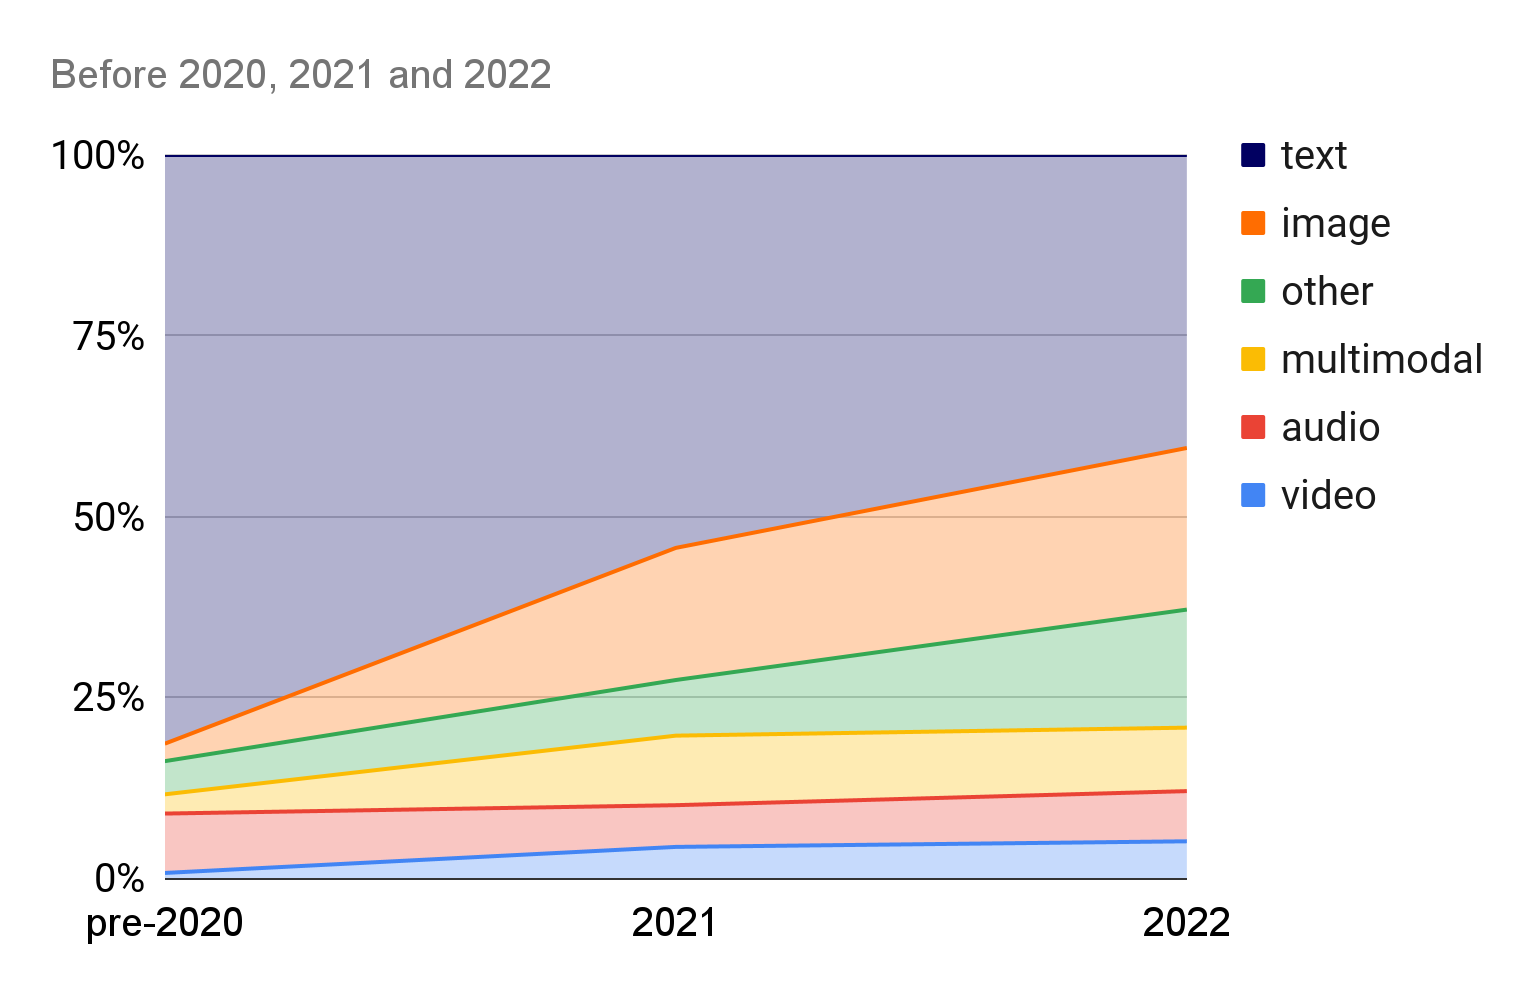 Before 2020, 2021 and 2022
100%
75%
50%
25%
0%
pre-2020
2021
2022
text
image
other
multimodal
audio
video